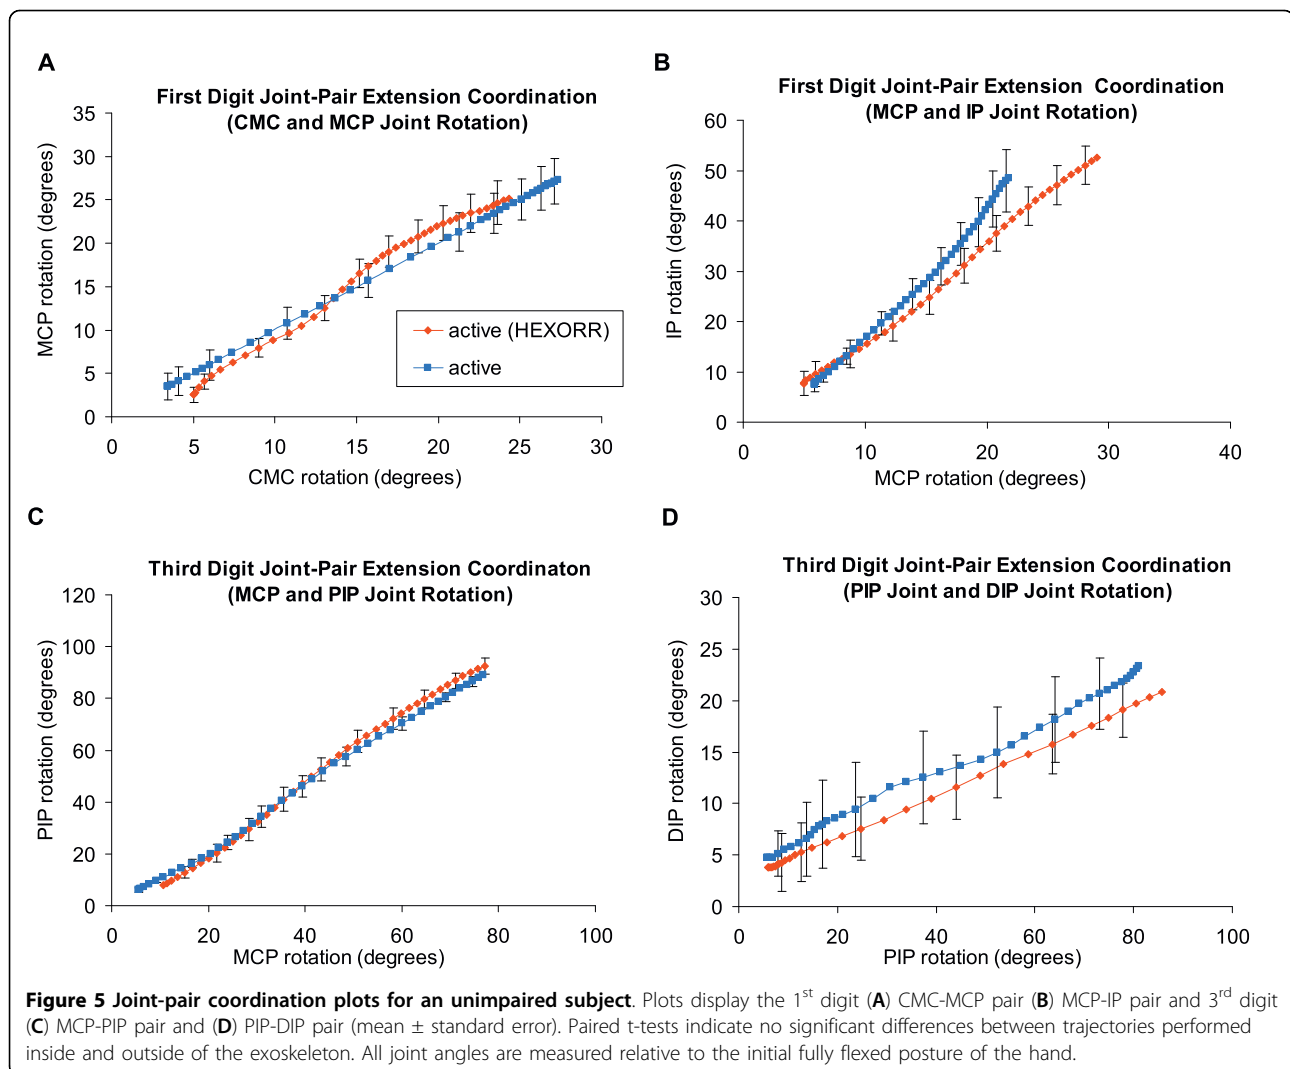 A
First Digit Joint-Pair Extension Coordination
(CMC and MCP Joint Rotation)
35
30
25
20
15
10
5
0
MCP rotation (degrees)
0 5 10 15 20 25 30
CMC rotation (degrees)
active (HEXORR)
active
B
First Digit Joint-Pair Extension Coordination
(MCP and IP Joint Rotation)
60
50
40
30
20
10
0
IP rotatin (degrees)
0 10 20 30 40
MCP rotation (degrees)
C
Third Digit Joint-Pair Extension Coordinaton
(MCP and PIP Joint Rotation)
120
100
80
60
40
20
0
PIP rotation (degrees)
0 20 40 60 80 100
MCP rotation (degrees)
D
Third Digit Joint-Pair Extension Coordination
(PIP Joint and DIP Joint Rotation)
30
25
20
15
10
5
0
DIP rotation (degrees)
0 20 40 60 80 100
PIP rotation (degrees)
Figure 5 Joint-pair coordination plots for an unimpaired subject. Plots display the 1st digit (A) CMC-MCP pair (B) MCP-IP pair and 3rd digit
(C) MCP-PIP pair and (D) PIP-DIP pair (mean ± standard error). Paired t-tests indicate no significant differences between trajectories performed
inside and outside of the exoskeleton. All joint angles are measured relative to the initial fully flexed posture of the hand.